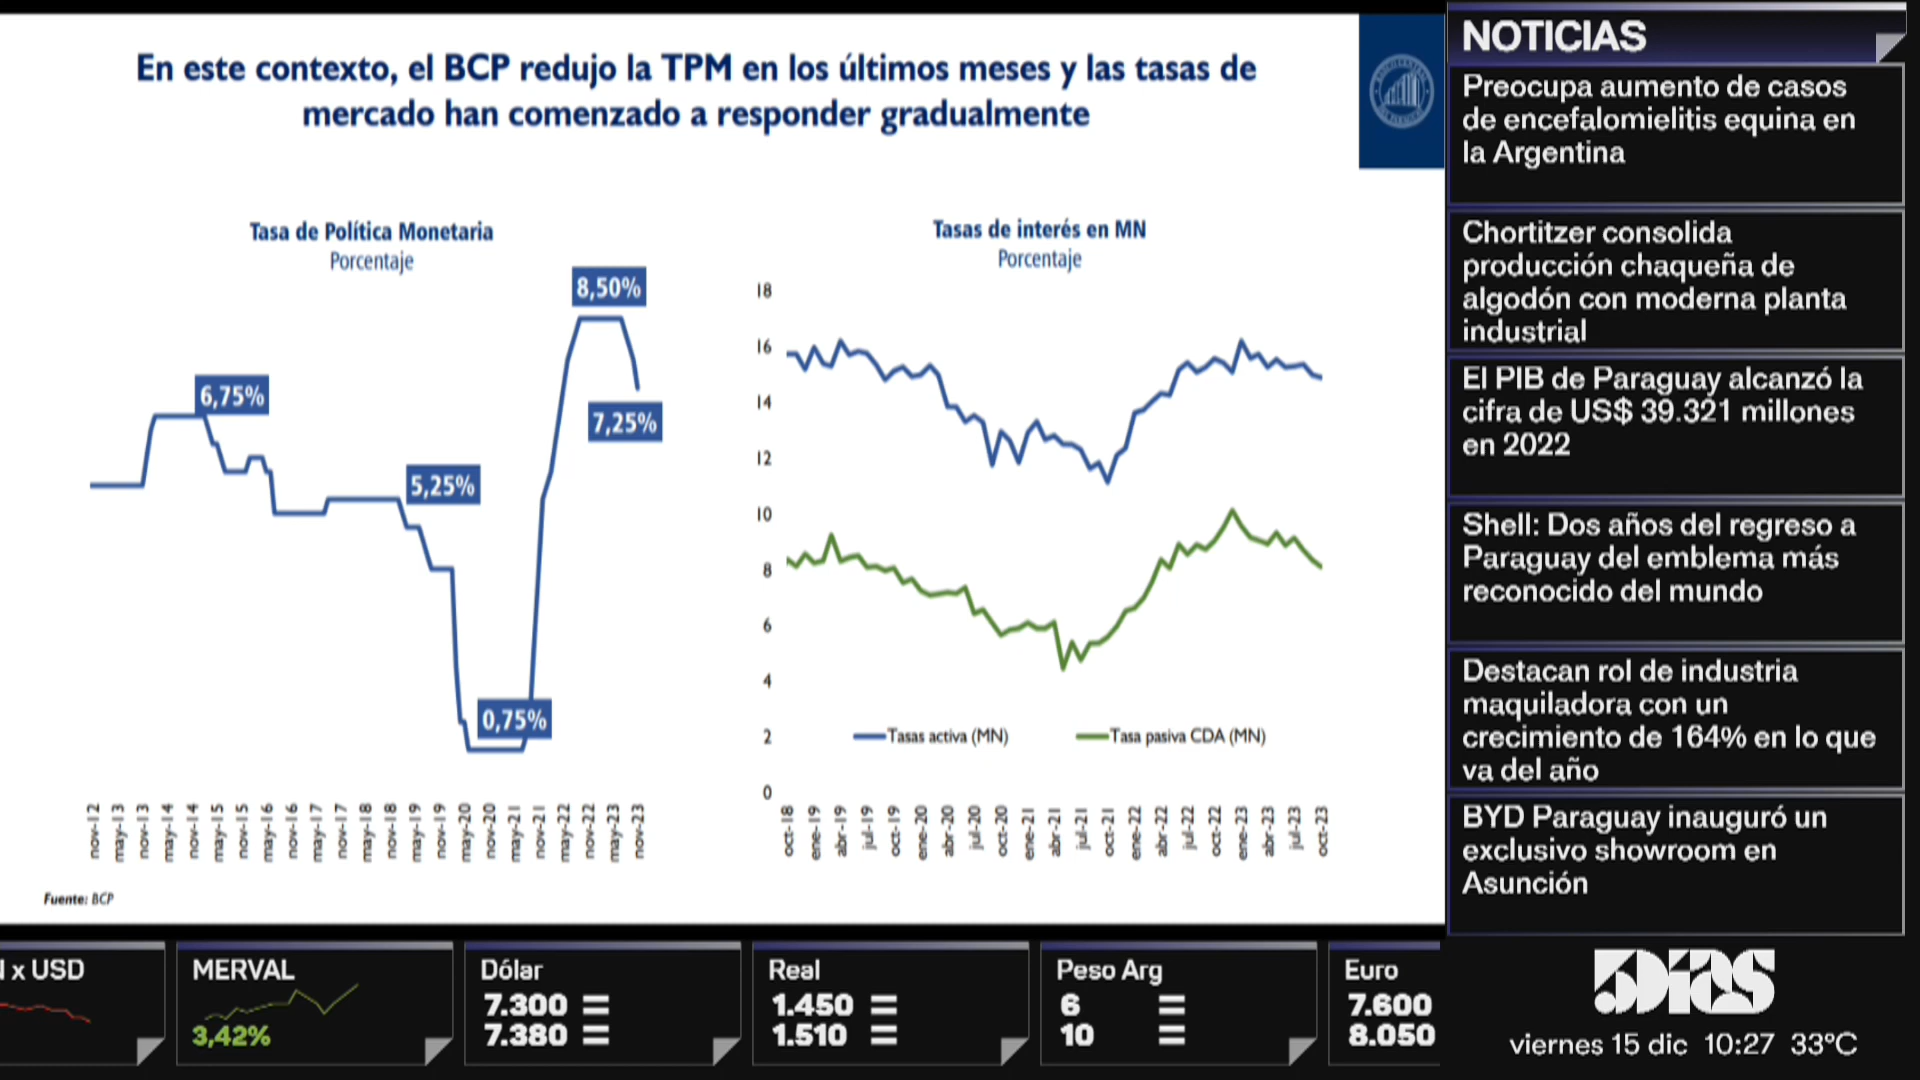 En este contexto, el BCP redujo la TPM en los últimos meses y las tasas de
mercado han comenzado a responder gradualmente
Tasa de Política Monetaria
Porcentaje
8,50%
6,75%
7,25%
5,25%
0,75%
nov-12
may-13
nov-13
may-14
nov-14
may-15
nov-15
may-16
nov-16
may-17
nov-17
may-18
nov-18
may-19
nov-19
may-20
nov-20
may-21
nov-21
may-22
nov-22
may-23
nov-23
Tasas de interés en MN
Porcentaje
18
16
14
12
10
8
6
4
2
0
Tasas activa (MN)
Tasa pasiva CDA (MN)
oct-18
ene-19
abr-19
jul-19
oct-19
ene-20
abr-20
jul-20
oct-20
ene-21
abr-21
jul-21
oct-21
ene-22
abr-22
jul-22
oct-22
ene-23
abr-23
jul-23
oct-23
Fuente: BCP
NOTICIAS
Preocupa aumento de casos
de encefalomielitis equina en
la Argentina
Chortitzer consolida
producción chaqueña de
algodón con moderna planta
industrial
El PIB de Paraguay alcanzó la
cifra de US$ 39.321 millones
en 2022
Shell: Dos años del regreso a
Paraguay del emblema más
reconocido del mundo
Destacan rol de industria
maquiladora con un
crecimiento de 164% en lo que
va del año
BYD Paraguay inauguró un
exclusivo showroom en
Asunción
x USD
MERVAL
3,42%
Dólar
7.300
7.380
Real
1.450
1.510
Peso Arg
6
10
Euro
7.600
8.050
5Días
viernes 15 dic 10:27 33°C